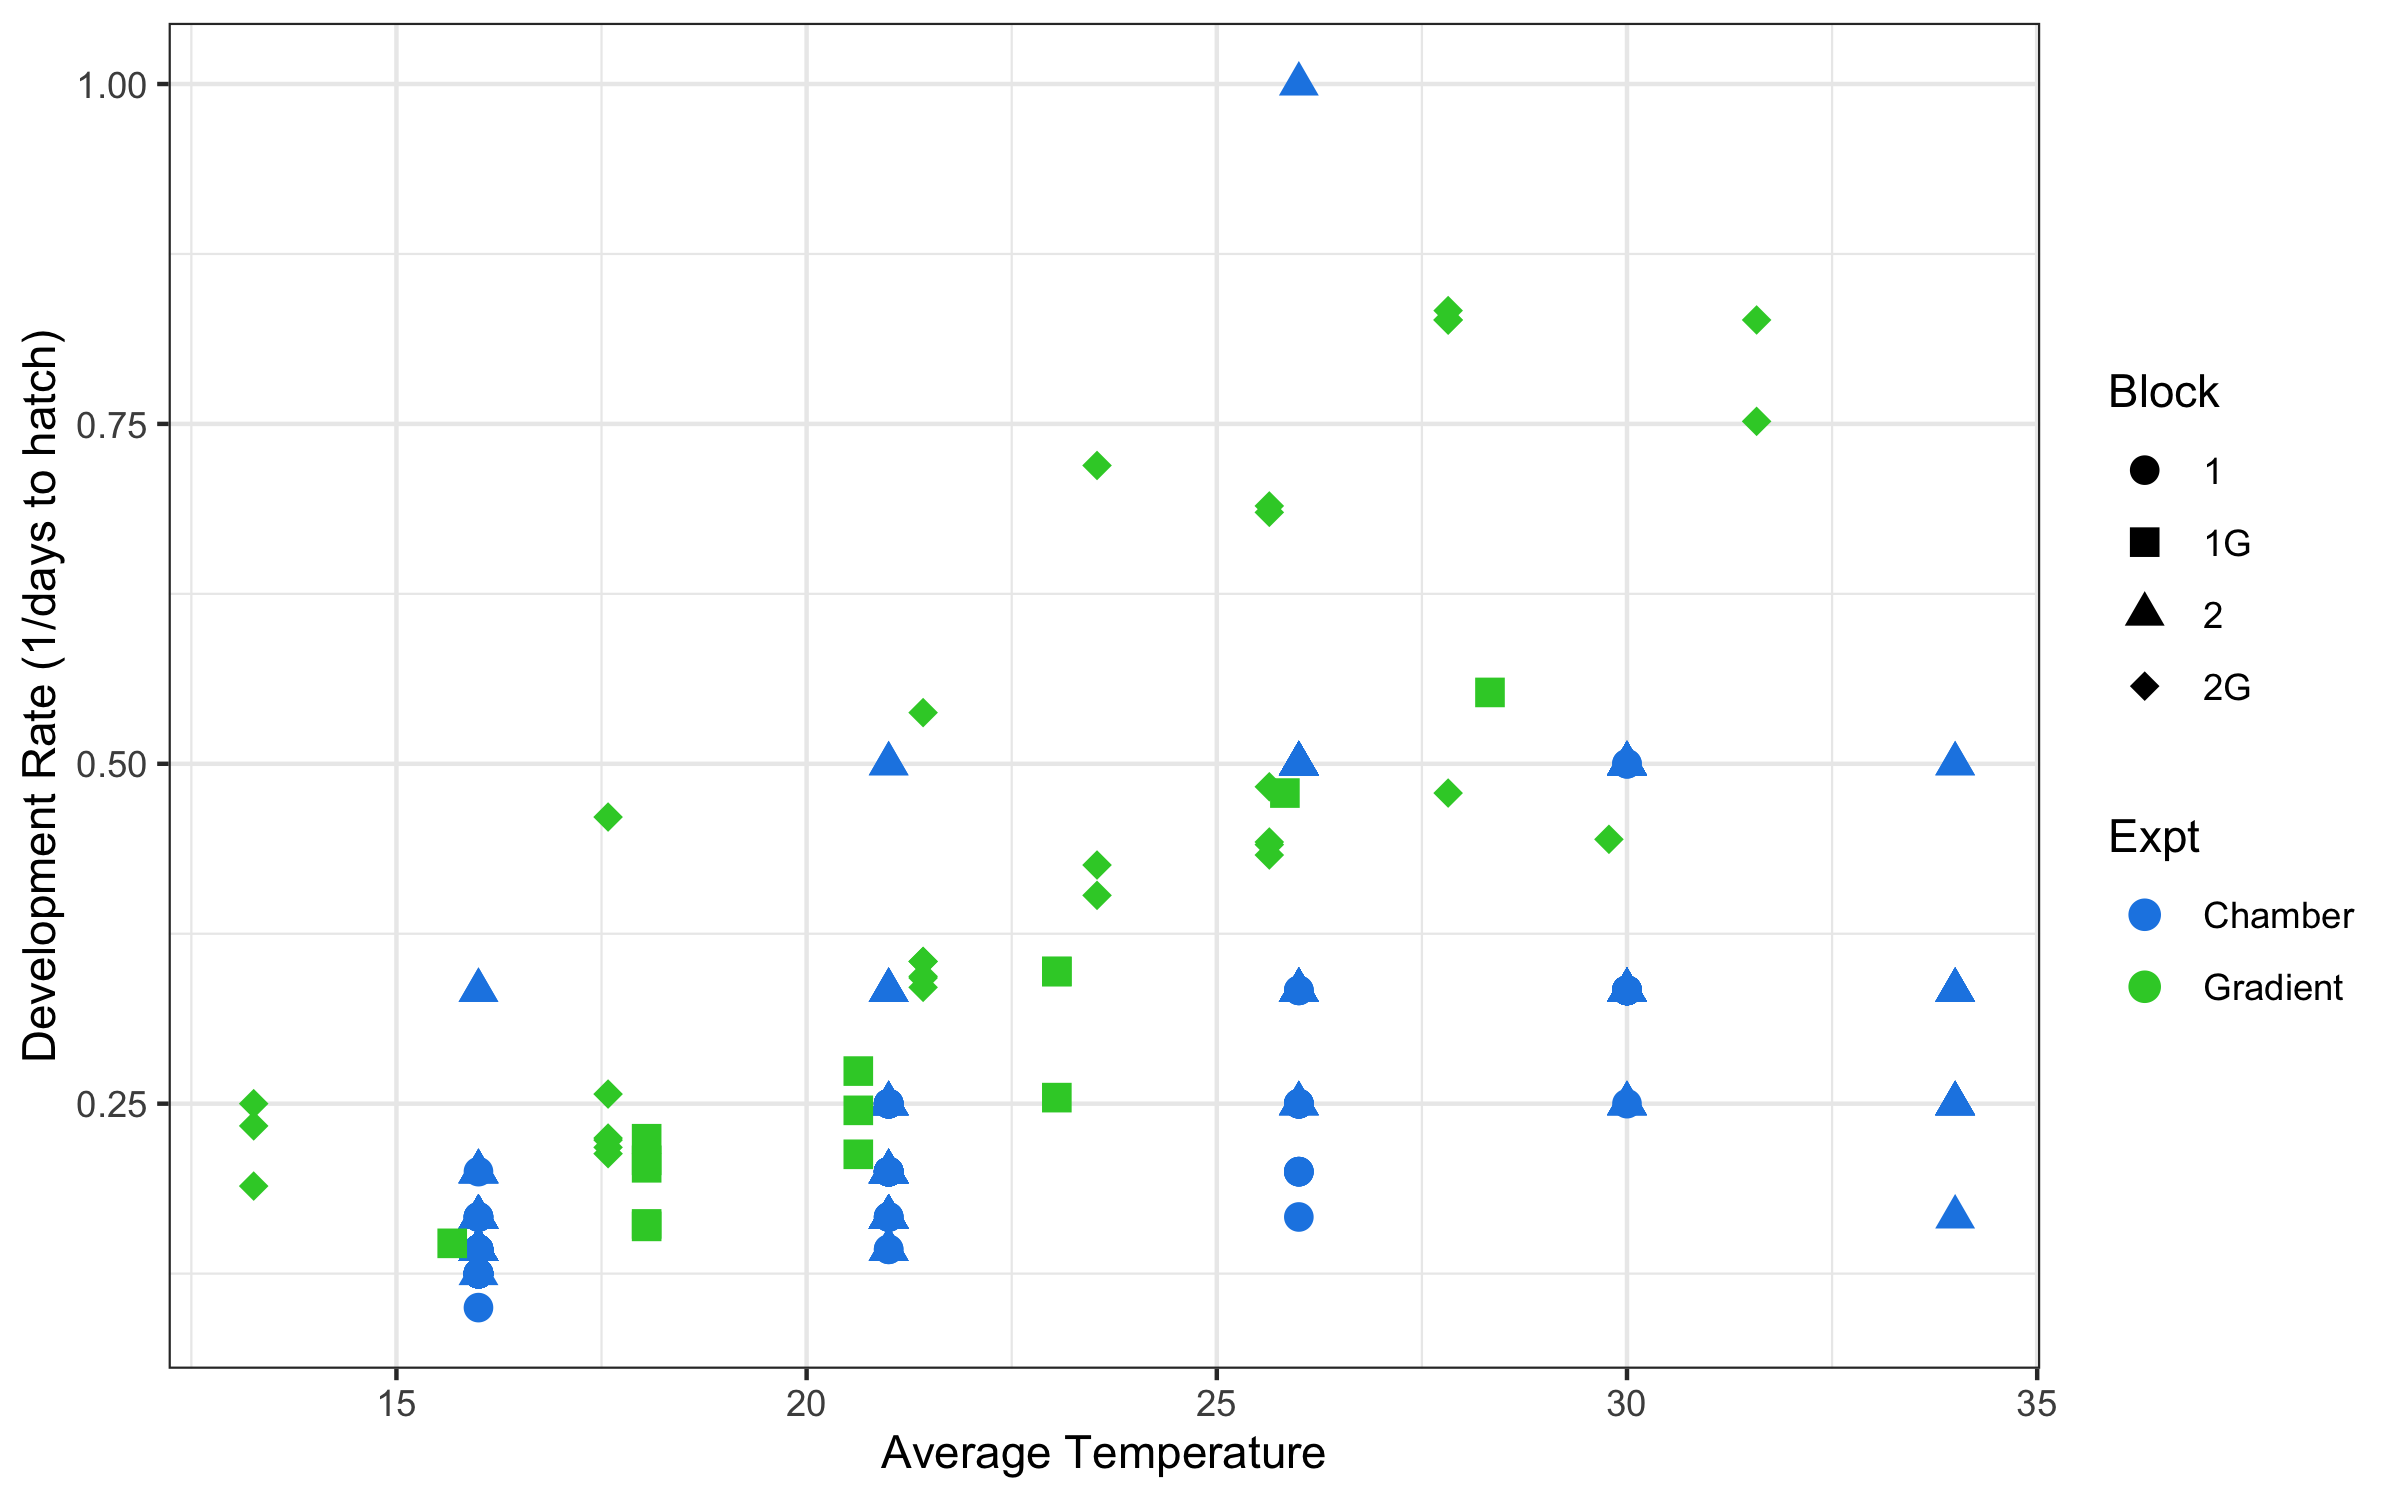 1.00
0.75
0.50
0.25
Development Rate (1/days to hatch)
15 20 25 30 35
Average Temperature
Block
1
1G
2
2G
Expt
Chamber
Gradient